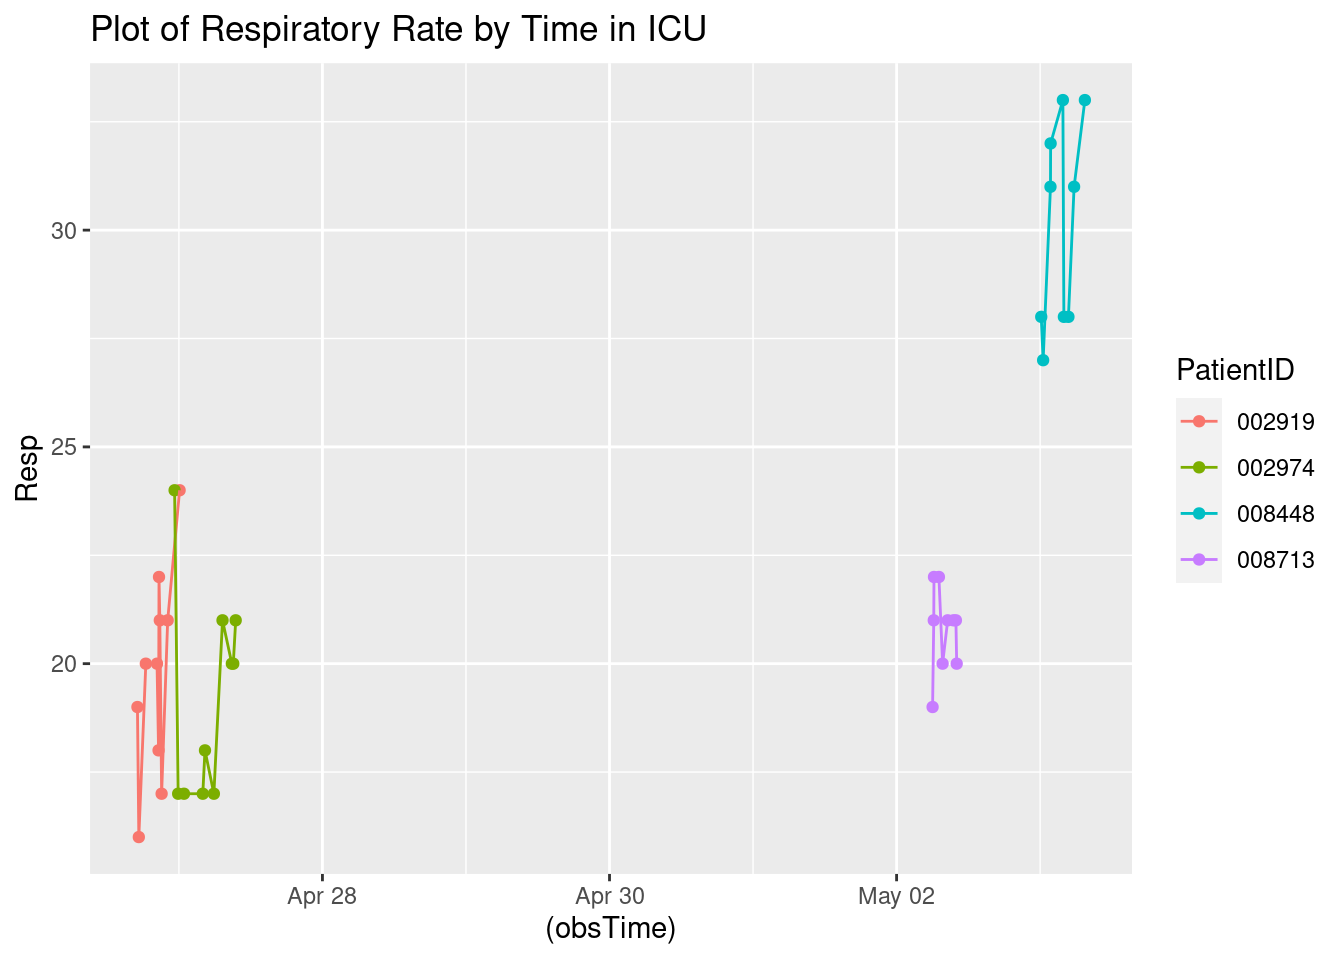 Plot of Respiratory Rate by Time in ICU
Resp
30
25
20
Apr 28
Apr 30
May 02
(obsTime)
PatientID
002919
002974
008448
008713